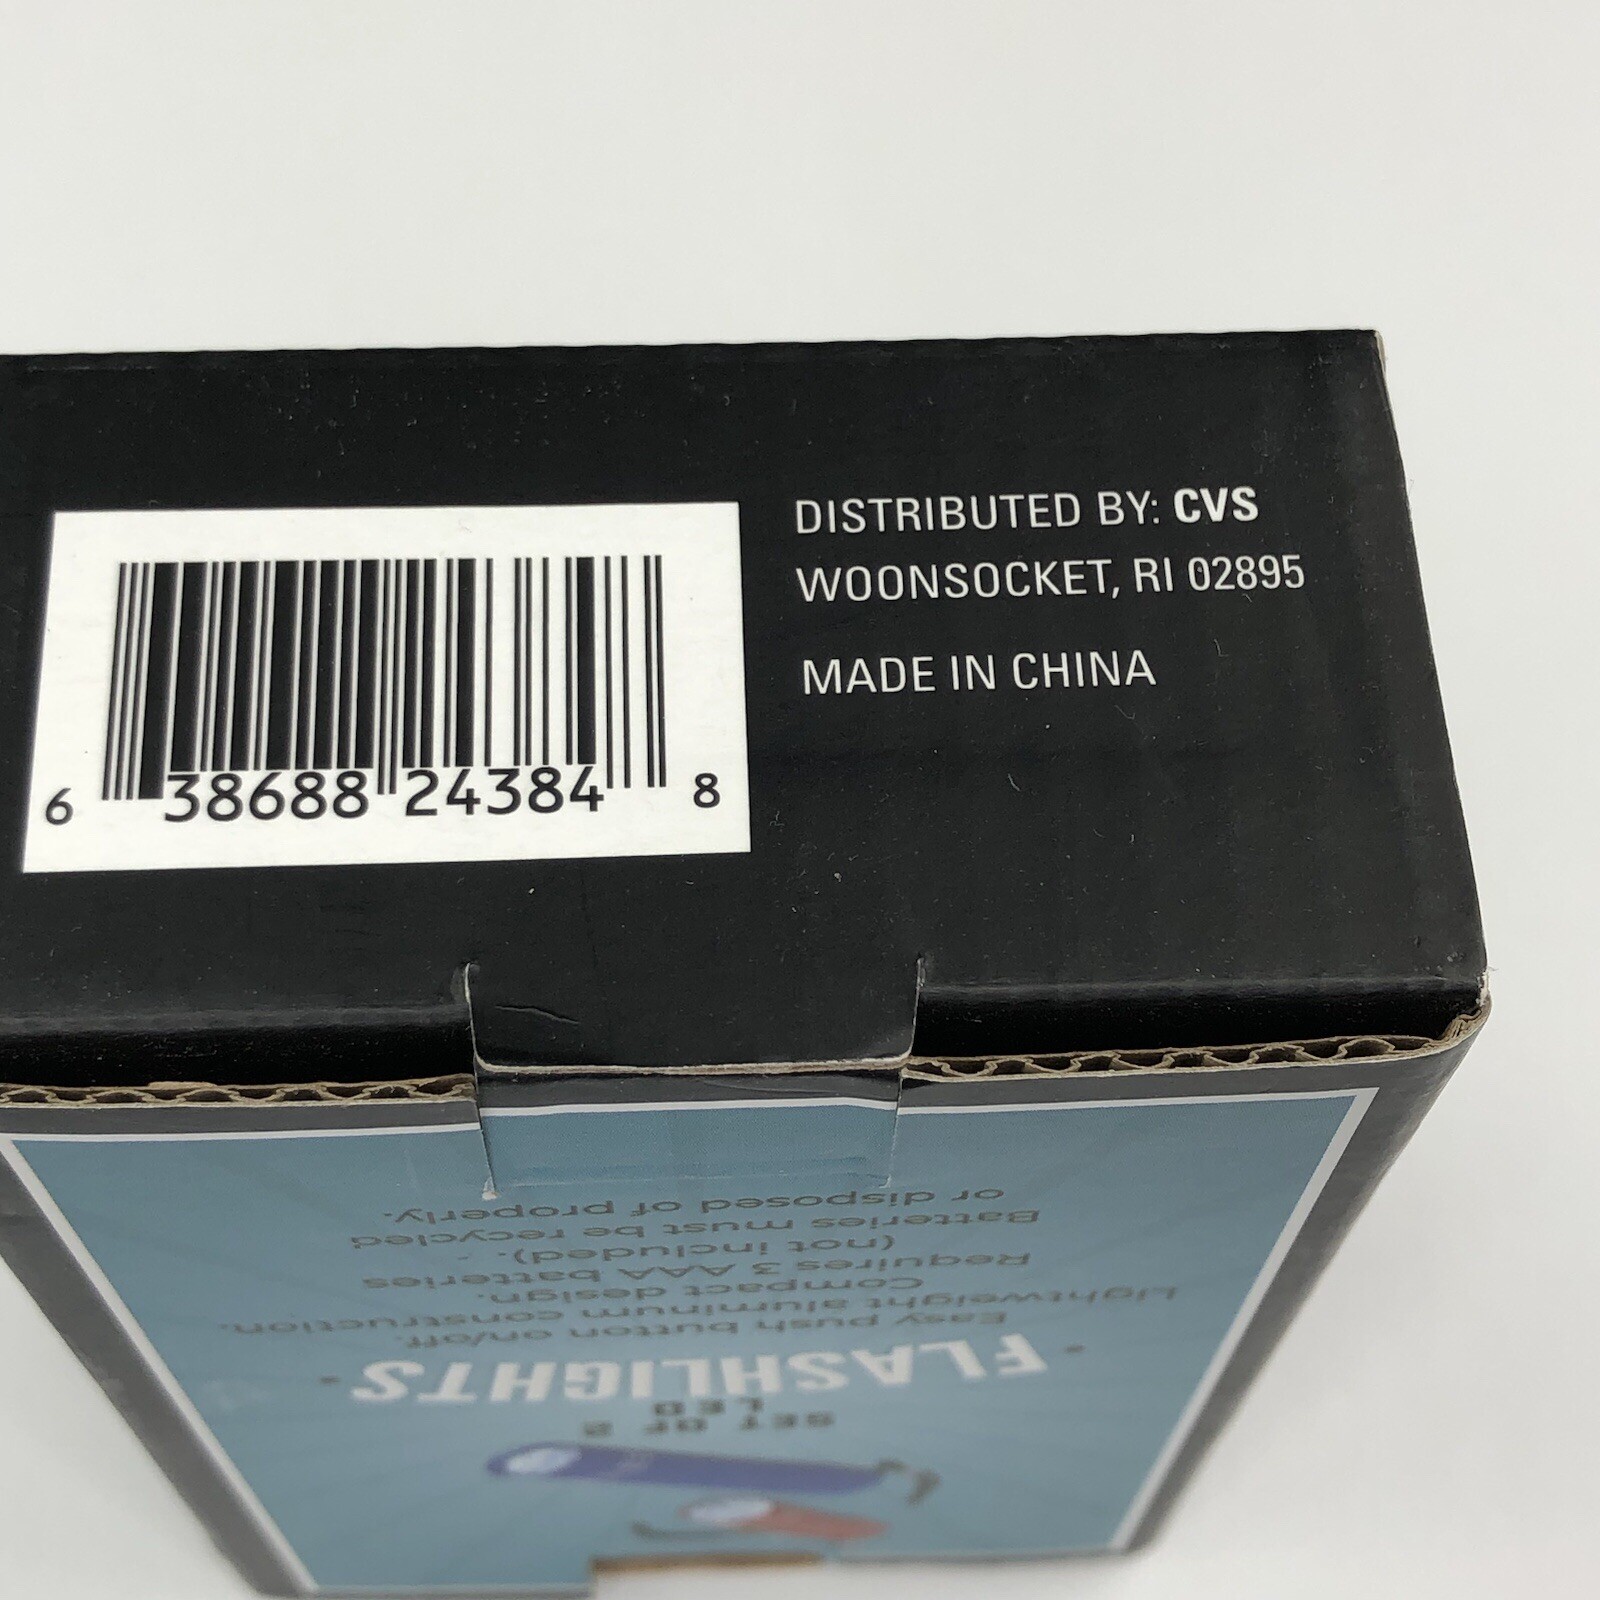 DISTRIBUTED BY: CVS
WOONSOCKET, RI 02895
MADE IN CHINA
6 38688 24384 8
SET OF 2
LED
• FLASHLIGHTS •
Easy push button on/off.
Lightweight aluminum construction.
Compact design.
Requires 3 AAA batteries
(not included).
Batteries must be recycled
or disposed of properly.